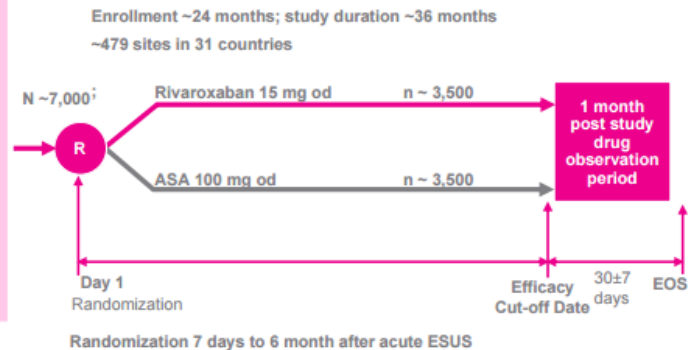 Enrollment ~24 months; study duration ~36 months
~479 sites in 31 countries
N ~7,000;
Rivaroxaban 15 mg od n ~ 3,500
R
ASA 100 mg od n ~ 3,500
1 month
post study
drug
observation
period
Day 1
Randomization
Efficacy
Cut-off Date
30±7
days
EOS
Randomization 7 days to 6 month after acute ESUS